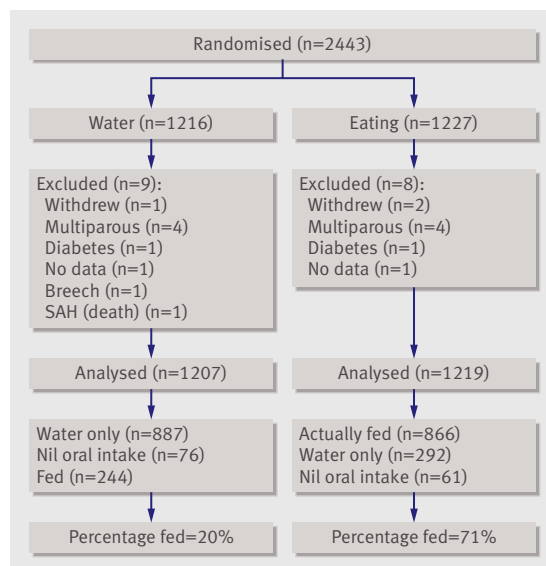 Randomised (n=2443)
Water (n=1216)
Eating (n=1227)
Excluded (n=9):
Withdrew (n=1)
Multiparous (n=4)
Diabetes (n=1)
No data (n=1)
Breech (n=1)
SAH (death) (n=1)
Excluded (n=8):
Withdrew (n=2)
Multiparous (n=4)
Diabetes (n=1)
No data (n=1)
Analysed (n=1207)
Analysed (n=1219)
Water only (n=887)
Nil oral intake (n=76)
Fed (n=244)
Actually fed (n=866)
Water only (n=292)
Nil oral intake (n=61)
Percentage fed=20%
Percentage fed=71%